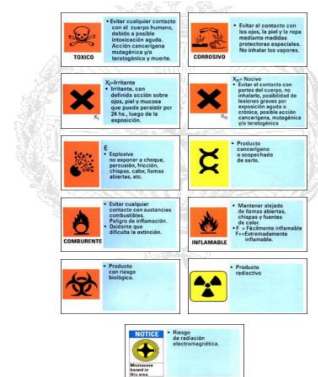 • Evitar cualquier contacto
con el cuerpo humano,
debido a posible
intoxicación aguda.
Acción cancerígena
mutagénica y/o
teratogénica y muerte.
TOXICO
• Evitar el contacto con
los ojos, la piel y la ropa
mediante medidas
protectoras especiales.
No inhalar los vapores.
CORROSIVO
Xi=Irritante
• Irritante, con
definida acción sobre
ojos, piel y mucosa
que puede persistir por
24 hs., luego de la
exposición.
Xi
Xn= Nocivo
• Evitar el contacto con
partes del cuerpo, no
inhalarlo, posibilidad de
lesiones graves por
exposición aguda o
crónica, posible acción
cancerígena, mutagénica
y/o teratogénica
Xn
E
• Explosivo
no exponer a choque,
percusión, fricción,
chispas, calor, llamas
abiertas, etc.
• Producto
cancerígeno
o sospechado
de serlo.
• Evitar cualquier
contacto con sustancias
combustibles.
Peligro de inflamación.
• Oxidante que
dificulta la extinción.
COMBURENTE
• Mantener alejado
de llamas abiertas,
chispas y fuentes
de calor.
• F = Fácilmente inflamable
F+=Extremadamente
inflamable.
INFLAMABLE
• Producto
con riesgo
biológico.
• Producto
radiactivo
NOTICE
• Riesgo
de radiación
electromagnética.
Microwave
hazard in
this area